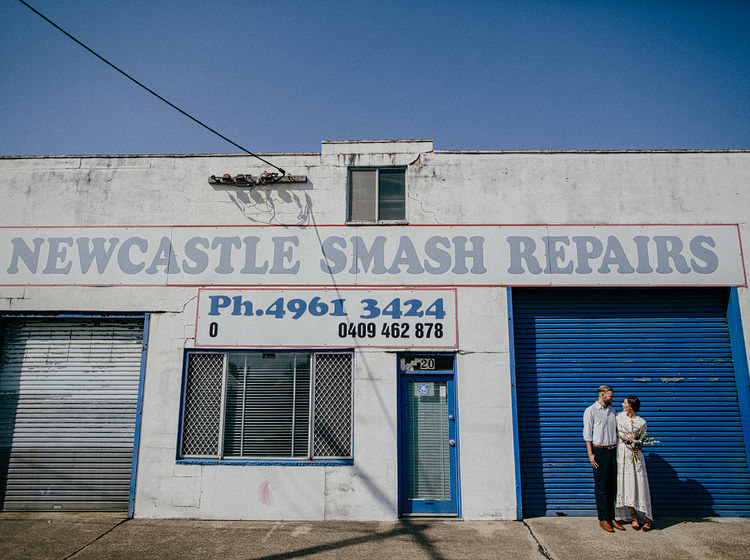 NEWCASTLE SMASH REPAIRS
Ph.4961 3424
0 0409 462 878
20